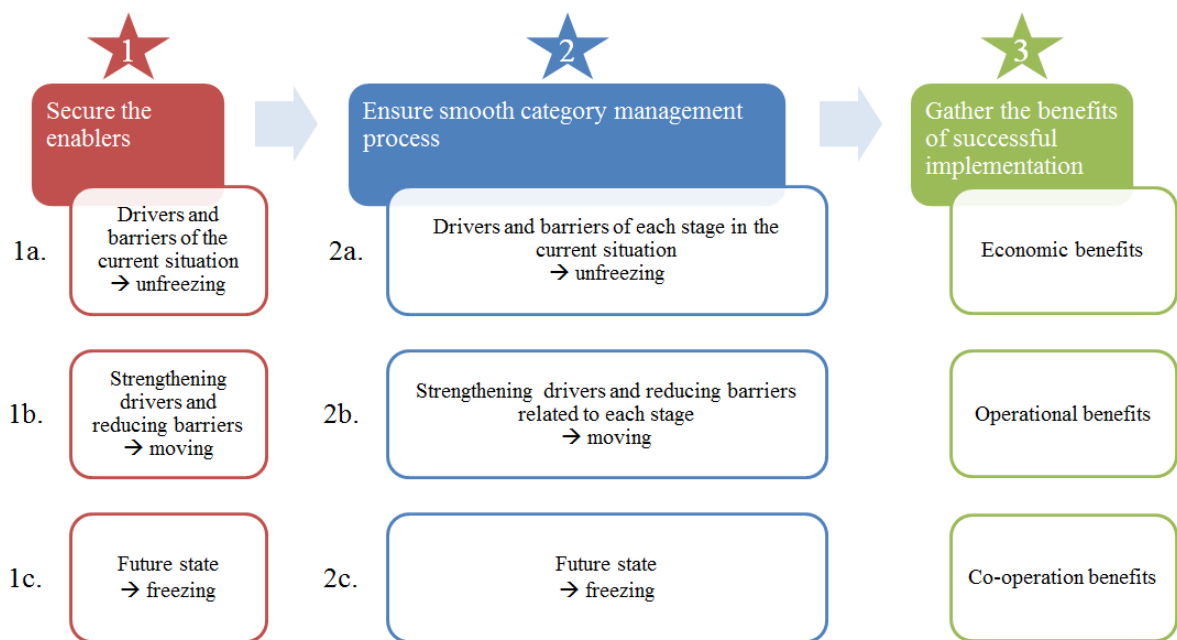 1
Secure the
enablers
1a.
Drivers and
barriers of the
current situation
→ unfreezing
1b.
Strengthening
drivers and
reducing barriers
→ moving
1c.
Future state
→ freezing
2
Ensure smooth category management
process
2a.
Drivers and barriers of each stage in the
current situation
→ unfreezing
2b.
Strengthening drivers and reducing barriers
related to each stage
→ moving
2c.
Future state
→ freezing
3
Gather the benefits
of successful
implementation
Economic benefits
Operational benefits
Co-operation benefits